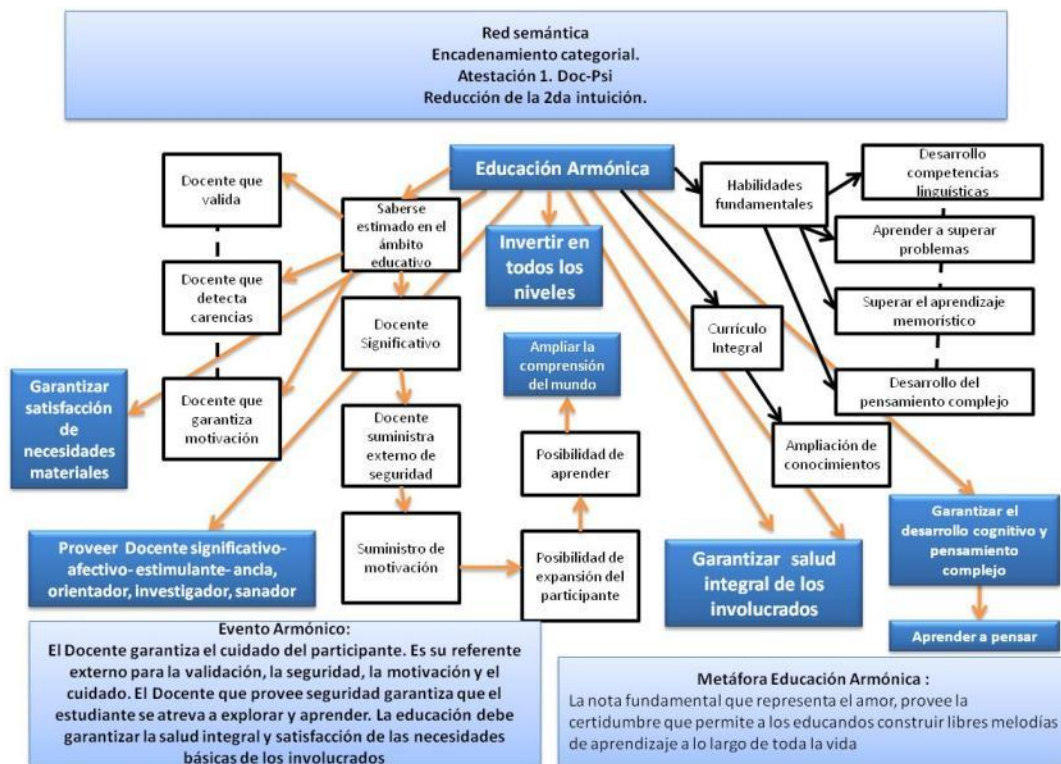 Red semántica
Encadenamiento categorial.
Atestación 1. Doc-Psi
Reducción de la 2da intuición.
Educación Armónica
Docente que
valida
Saberse
estimado en el
ámbito
educativo
Habilidades
fundamentales
Desarrollo
competencias
linguísticas
Aprender a superar
problemas
Invertir en
todos los
niveles
Docente que
detecta
carencias
Docente
Significativo
Superar el aprendizaje
memorístico
Currículo
Integral
Ampliar la
comprensión
del mundo
Garantizar
satisfacción
de
necesidades
materiales
Docente que
garantiza
motivación
Desarrollo del
pensamiento complejo
Docente
suministra
externo de
seguridad
Posibilidad de
aprender
Ampliación de
conocimientos
Proveer Docente significativo-
afectivo- estimulante- ancla,
orientador, investigador, sanador
Suministro de
motivación
Posibilidad
de expansión del
participante
Garantizar salud
integral de los
involucrados
Garantizar el
desarrollo cognitivo y
pensamiento
complejo
Aprender a pensar
Evento Armónico:
El Docente garantiza el cuidado del participante. Es su referente
externo para la validación, la seguridad, la motivación y el
cuidado. El Docente que provee seguridad garantiza que el
estudiante se atreva a explorar y aprender. La educación debe
garantizar la salud integral y satisfacción de las necesidades
básicas de los involucrados
Metáfora Educación Armónica :
La nota fundamental que representa el amor, provee la
certidumbre que permite a los educandos construir libres melodías
de aprendizaje a lo largo de toda la vida